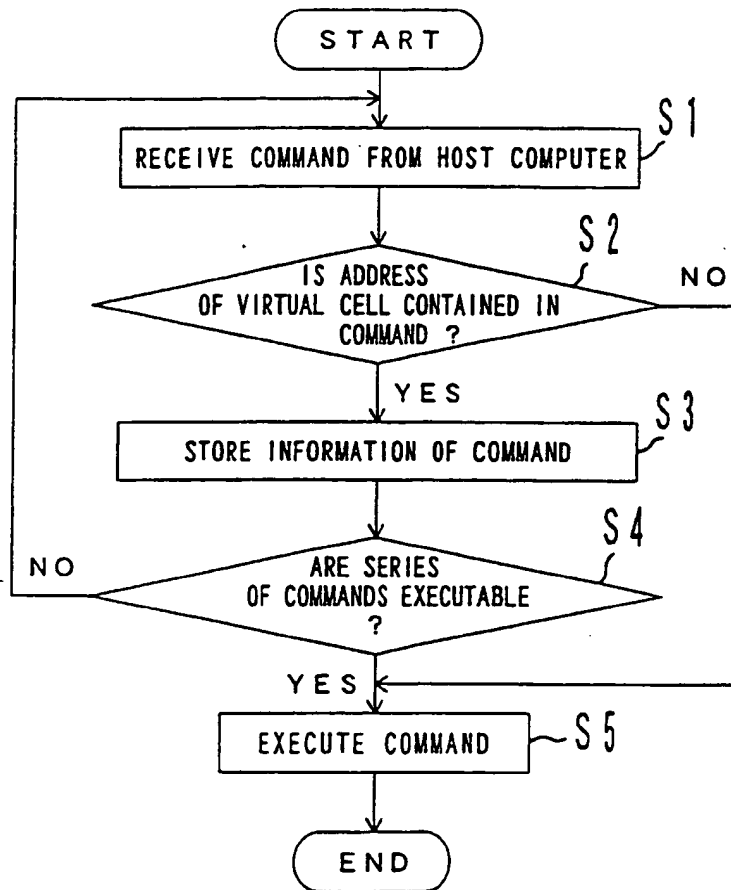 START
S1
RECEIVE COMMAND FROM HOST COMPUTER
S2
IS ADDRESS
OF VIRTUAL CELL CONTAINED IN
COMMAND ?
NO
YES
S3
STORE INFORMATION OF COMMAND
S4
ARE SERIES
OF COMMANDS EXECUTABLE
?
NO
YES
S5
EXECUTE COMMAND
END